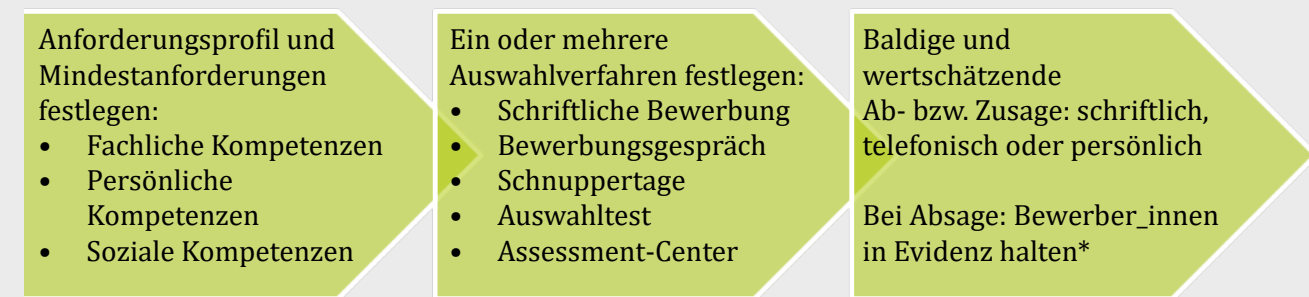 Anforderungsprofil und
Mindestanforderungen
festlegen:
• Fachliche Kompetenzen
• Persönliche
Kompetenzen
• Soziale Kompetenzen
Ein oder mehrere
Auswahlverfahren festlegen:
• Schriftliche Bewerbung
• Bewerbungsgespräch
• Schnuppertage
• Auswahltest
• Assessment-Center
Baldige und
wertschätzende
Ab- bzw. Zusage: schriftlich,
telefonisch oder persönlich
Bei Absage: Bewerber_innen
in Evidenz halten*